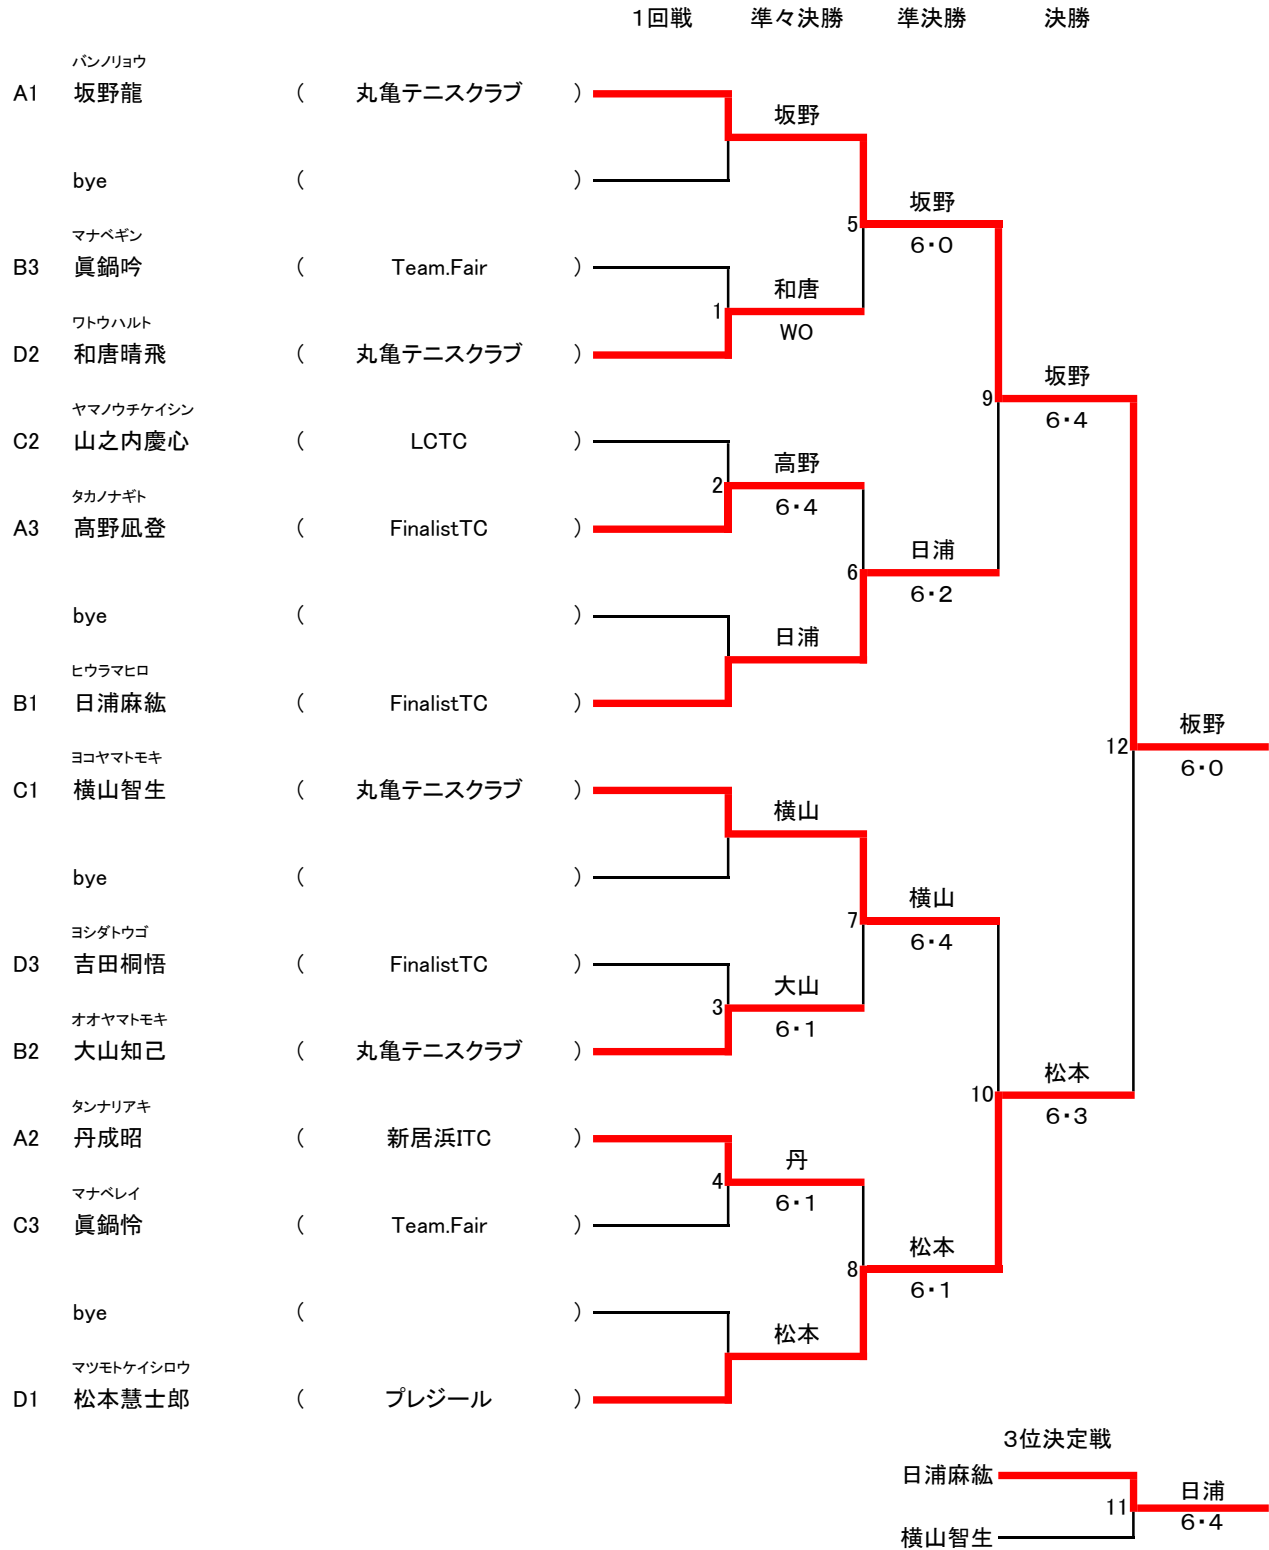 1回戦 準々決勝 準決勝 決勝
バンノリョウ
A1 坂野龍 ( 丸亀テニスクラブ )
坂野
bye ( )
坂野
5
6・0
マナベギン
B3 眞鍋吟 ( Team.Fair )
和唐
1
WO
ワトウハルト
D2 和唐晴飛 ( 丸亀テニスクラブ )
坂野
9
6・4
ヤマノウチケイシン
C2 山之内慶心 ( LCTC )
高野
2
6・4
タカノナギト
A3 髙野凪登 ( FinalistTC )
日浦
6
6・2
bye ( )
日浦
ヒウラマヒロ
B1 日浦麻紘 ( FinalistTC )
板野
12
6・0
ヨコヤマトモキ
C1 横山智生 ( 丸亀テニスクラブ )
横山
bye ( )
横山
7
6・4
ヨシダトウゴ
D3 吉田桐悟 ( FinalistTC )
大山
3
6・1
オオヤマトモキ
B2 大山知己 ( 丸亀テニスクラブ )
松本
10
6・3
タンナリアキ
A2 丹成昭 ( 新居浜ITC )
丹
4
6・1
マナベレイ
C3 眞鍋怜 ( Team.Fair )
松本
8
6・1
bye ( )
松本
マツモトケイシロウ
D1 松本慧士郎 ( プレジール )
3位決定戦
日浦麻紘
日浦
11
6・4
横山智生